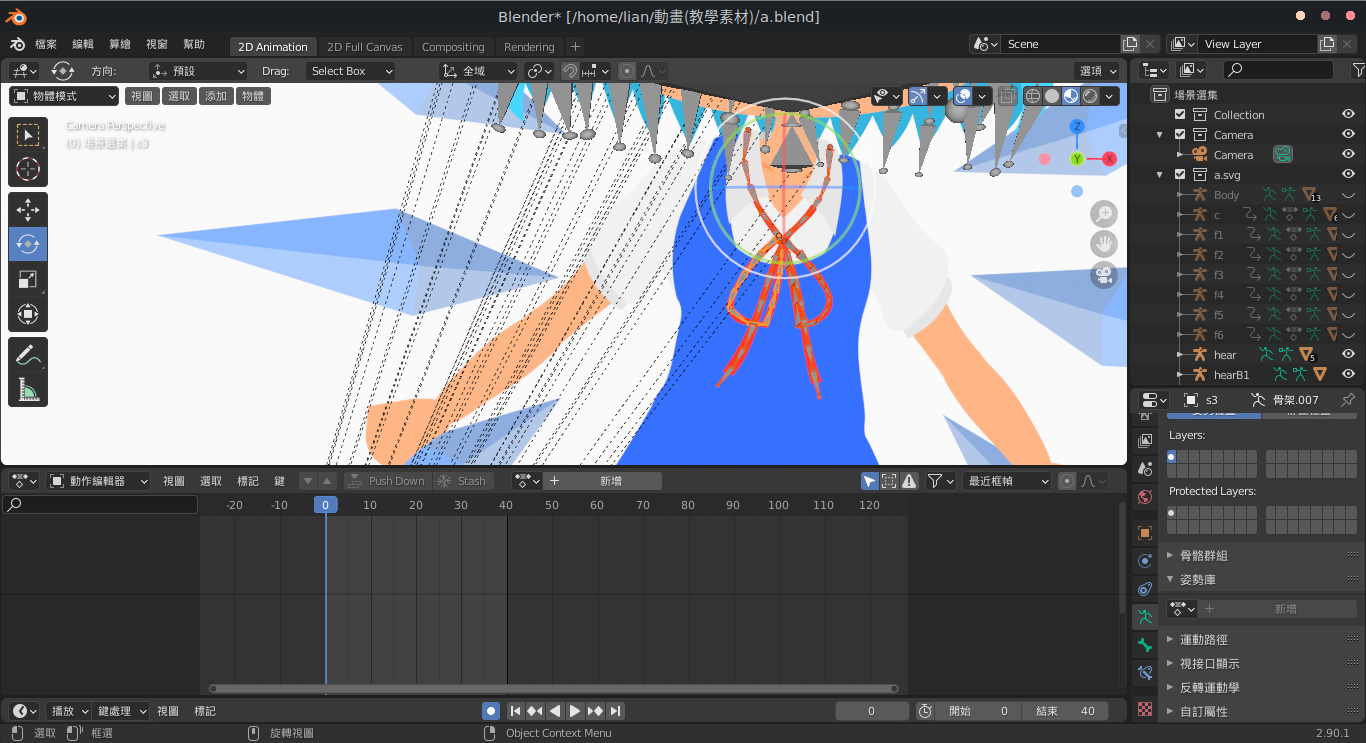 Blender* [/home/lian/動畫(教學素材)/a.blend]
檔案 編輯 算繪 視窗 幫助 2D Animation 2D Full Canvas Compositing Rendering + Scene View Layer
方向: 預設 Drag: Select Box 全域 選項
物體模式 視圖 選取 添加 物體
Camera Perspective
(0) 場景選集 | s3
Z
Y
X
場景選集
Collection
Camera
Camera
a.svg
Body 13
c 6
f1
f2
f3
f4
f5
f6
hear 5
hearB1
s3 骨架.007
Layers:
Protected Layers:
骨骼群組
姿勢庫
新增
運動路徑
視接口顯示
反轉運動學
自訂屬性
動作編輯器 視圖 選取 標記 鍵 Push Down Stash 新增 最近框幀
-20 -10 0 10 20 30 40 50 60 70 80 90 100 110 120
播放 鍵處理 視圖 標記 0 開始 0 結束 40
選取 框選 旋轉視圖 Object Context Menu 2.90.1